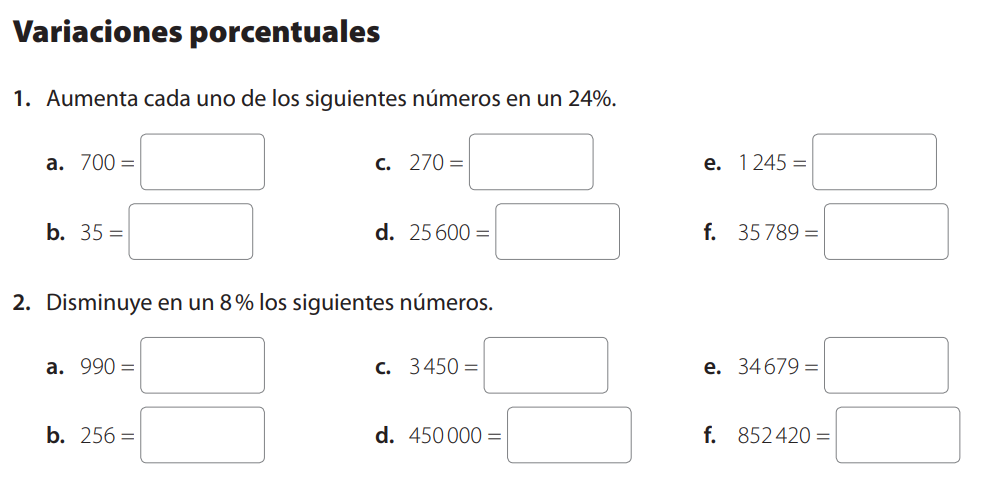 Variaciones porcentuales
1. Aumenta cada uno de los siguientes números en un 24%.
a. 700 =
c. 270 =
e. 1 245 =
b. 35 =
d. 25 600 =
f. 35 789 =
2. Disminuye en un 8 % los siguientes números.
a. 990 =
c. 3 450 =
e. 34 679 =
b. 256 =
d. 450 000 =
f. 852 420 =